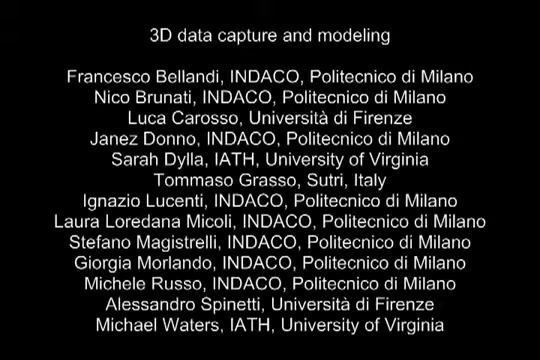 3D data capture and modeling
Francesco Bellandi, INDACO, Politecnico di Milano
Nico Brunati, INDACO, Politecnico di Milano
Luca Carosso, Università di Firenze
Janez Donno, INDACO, Politecnico di Milano
Sarah Dylla, IATH, University of Virginia
Tommaso Grasso, Sutri, Italy
Ignazio Lucenti, INDACO, Politecnico di Milano
Laura Loredana Micoli, INDACO, Politecnico di Milano
Stefano Magistrelli, INDACO, Politecnico di Milano
Giorgia Morlando, INDACO, Politecnico di Milano
Michele Russo, INDACO, Politecnico di Milano
Alessandro Spinetti, Università di Firenze
Michael Waters, IATH, University of Virginia